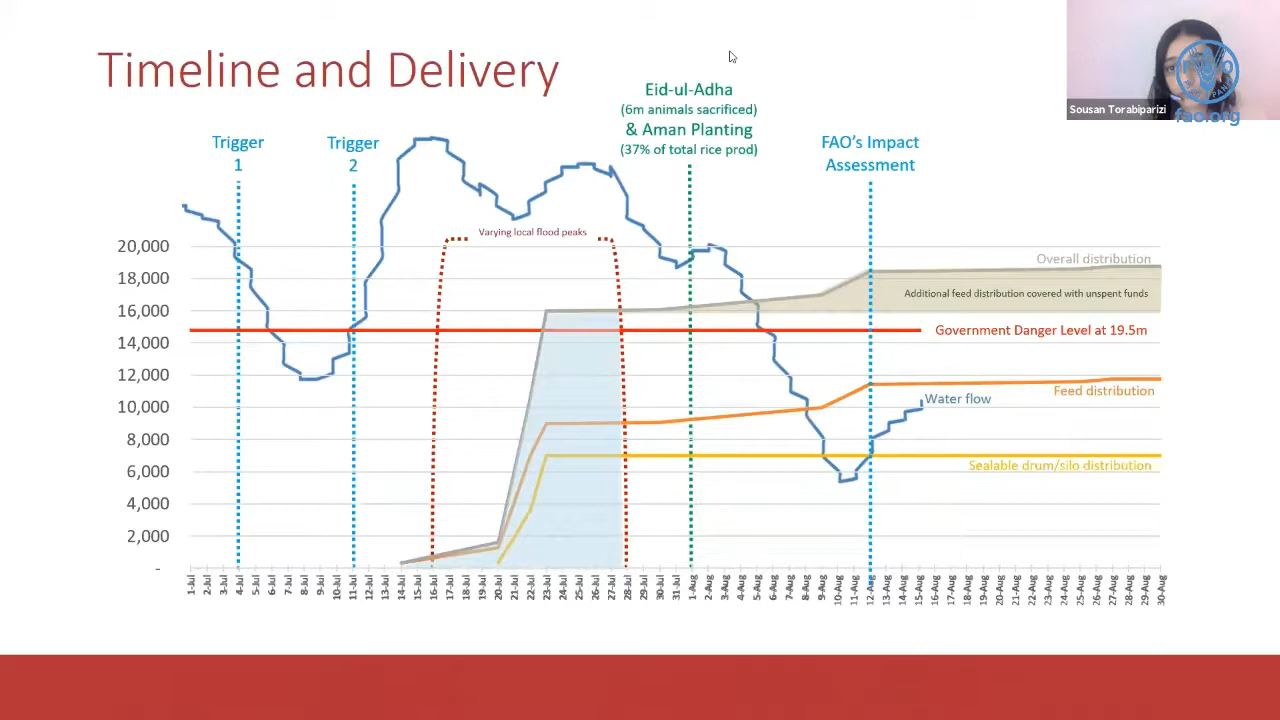 Timeline and Delivery
Sousan Torabiparizi
fao.org
Eid-ul-Adha
(6m animals sacrificed)
& Aman Planting
(37% of total rice prod)
Trigger
1
Trigger
2
FAO's Impact
Assessment
Varying local flood peaks
Overall distribution
Additional feed distribution covered with unspent funds
Government Danger Level at 19.5m
Feed distribution
Water flow
Sealable drum/silo distribution
20,000
18,000
16,000
14,000
12,000
10,000
8,000
6,000
4,000
2,000
-
1-Jul
2-Jul
3-Jul
4-Jul
5-Jul
6-Jul
7-Jul
8-Jul
9-Jul
10-Jul
11-Jul
12-Jul
13-Jul
14-Jul
15-Jul
16-Jul
17-Jul
18-Jul
19-Jul
20-Jul
21-Jul
22-Jul
23-Jul
24-Jul
25-Jul
26-Jul
27-Jul
28-Jul
29-Jul
30-Jul
31-Jul
1-Aug
2-Aug
3-Aug
4-Aug
5-Aug
6-Aug
7-Aug
8-Aug
9-Aug
10-Aug
11-Aug
12-Aug
13-Aug
14-Aug
15-Aug
16-Aug
17-Aug
18-Aug
19-Aug
20-Aug
21-Aug
22-Aug
23-Aug
24-Aug
25-Aug
26-Aug
27-Aug
28-Aug
29-Aug
30-Aug